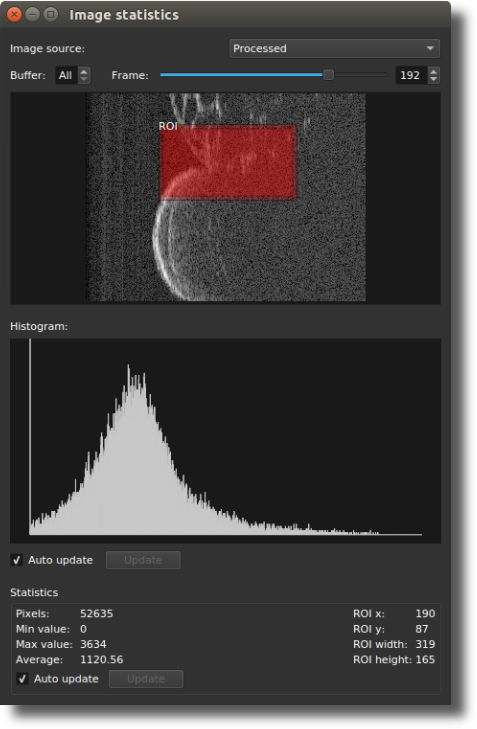 Image statistics
Image source: Processed
Buffer: All Frame: 192
ROI
Histogram:
Auto update Update
Statistics
Pixels: 52635 ROI x: 190
Min value: 0 ROI y: 87
Max value: 3634 ROI width: 319
Average: 1120.56 ROI height: 165
Auto update Update